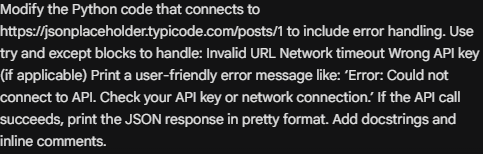 Modify the Python code that connects to
https://jsonplaceholder.typicode.com/posts/1 to include error handling. Use
try and except blocks to handle: Invalid URL Network timeout Wrong API key
(if applicable) Print a user-friendly error message like: ‘Error: Could not
connect to API. Check your API key or network connection.’ If the API call
succeeds, print the JSON response in pretty format. Add docstrings and
inline comments.